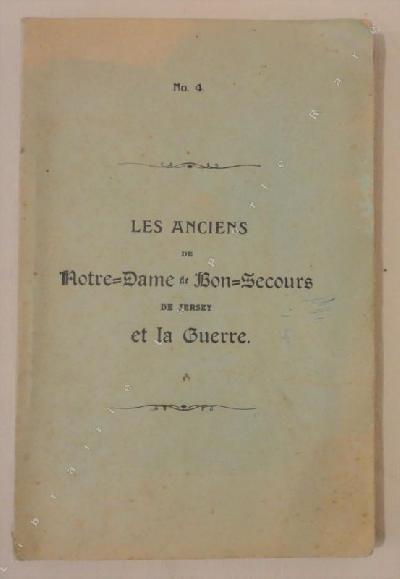 No. 4.
LES ANCIENS
DE
Notre=Dame de Bon=Secours
DE JERSEY
et la Guerre.